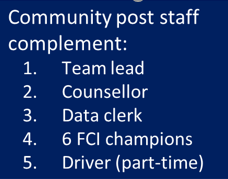 Community post staff
complement:
1. Team lead
2. Counsellor
3. Data clerk
4. 6 FCI champions
5. Driver (part-time)